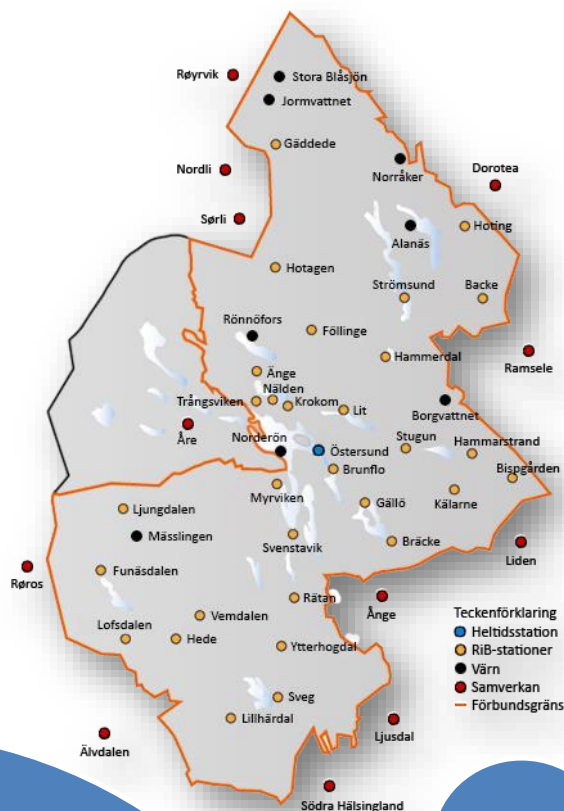 Røyrvik
Stora Blåsjön
Jormvattnet
Gäddede
Norråker
Dorotea
Nordli
Sørli
Alanäs
Hoting
Hotagen
Strömsund
Backe
Rönnöfors
Föllinge
Hammerdal
Ramsele
Änge
Nälden
Trångsviken
Krokom
Lit
Borgvattnet
Åre
Norderön
Östersund
Stugun
Hammarstrand
Brunflo
Bispgården
Myrviken
Kälarne
Gällö
Ljungdalen
Mässlingen
Svenstavik
Bräcke
Liden
Røros
Funäsdalen
Rätan
Ånge
Lofsdalen
Vemdalen
Hede
Ytterhogdal
Sveg
Lillhärdal
Älvdalen
Ljusdal
Södra Hälsingland
Teckenförklaring
Heltidsstation
RiB-stationer
Värn
Samverkan
Förbundsgräns